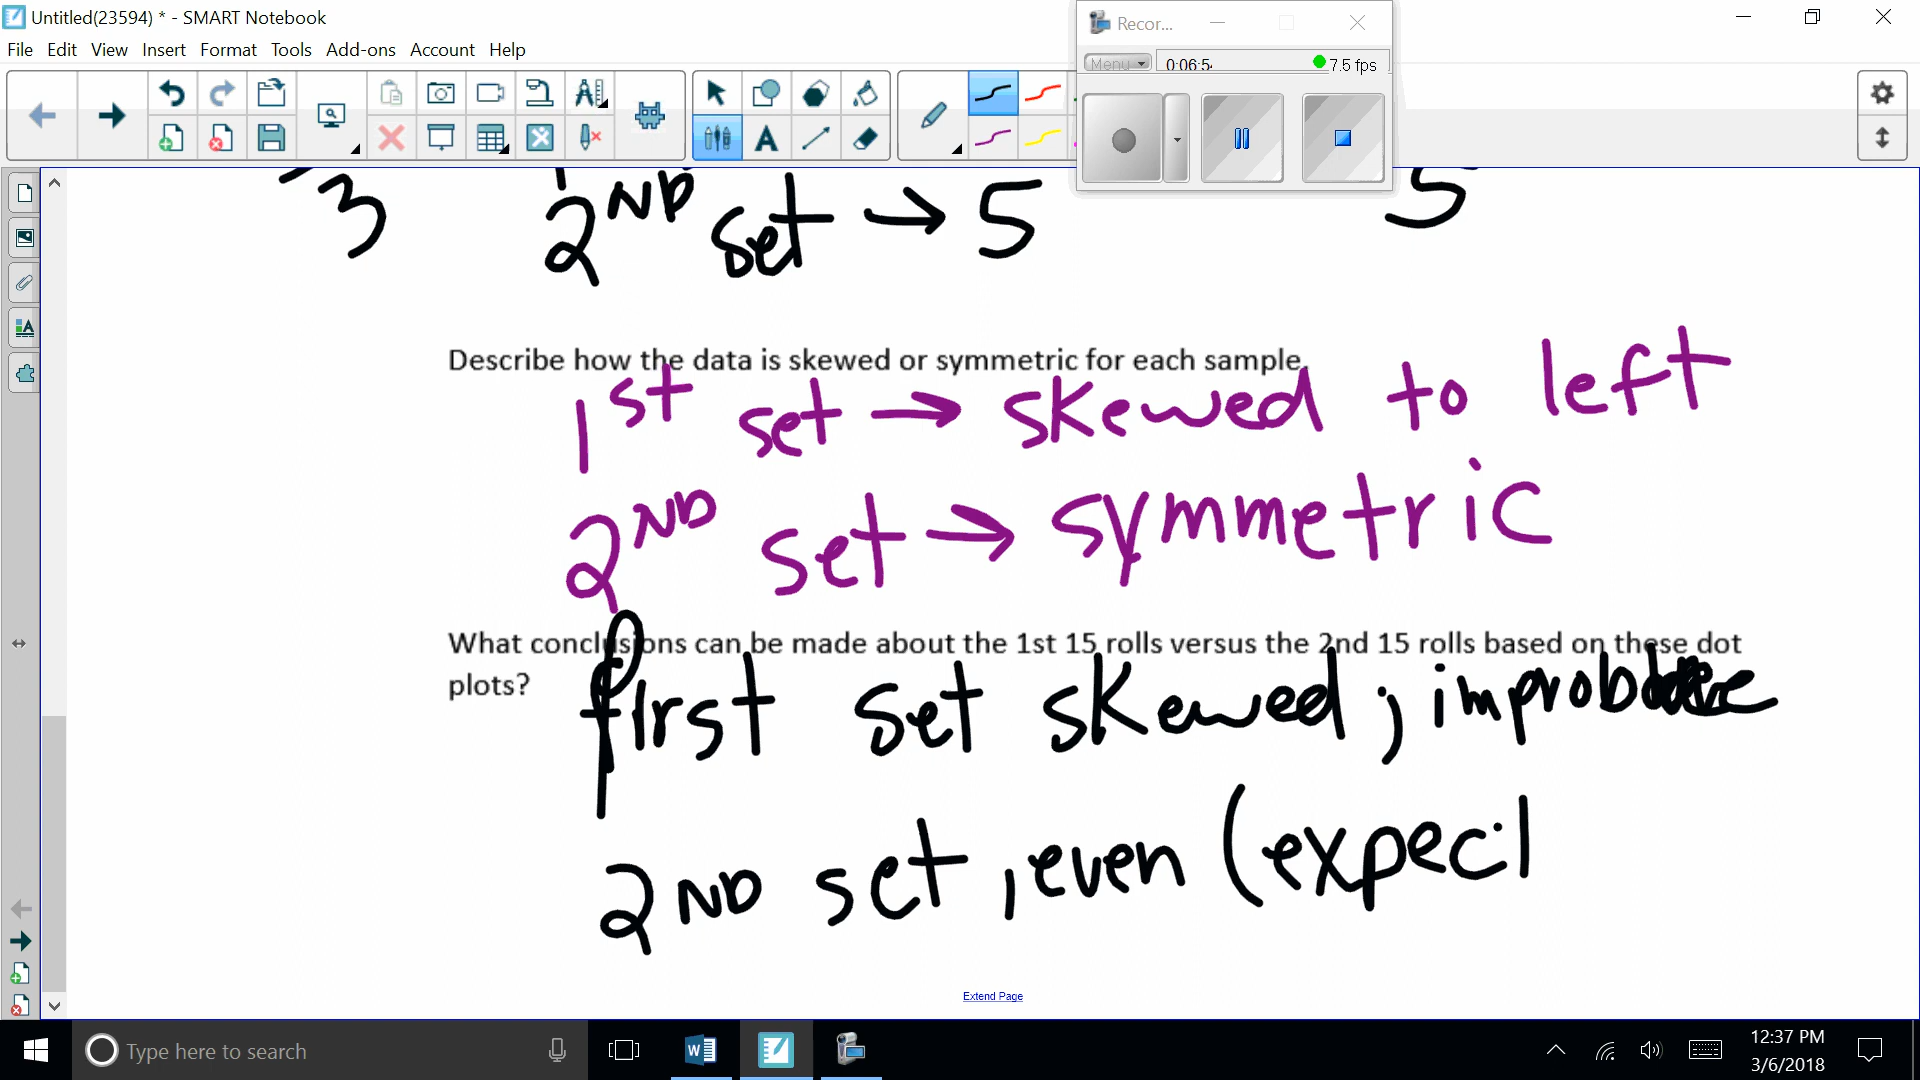 Untitled(23594) * - SMART Notebook
File Edit View Insert Format Tools Add-ons Account Help
Recor...
Menu 0:06:54 7.5 fps
3 2ND set → 5 5
Describe how the data is skewed or symmetric for each sample.
1st set → skewed to left
2ND set → symmetric
What conclusions can be made about the 1st 15 rolls versus the 2nd 15 rolls based on these dot
plots?
first set skewed ;
2ND set , even (expect
Extend Page
Type here to search
12:37 PM
3/6/2018